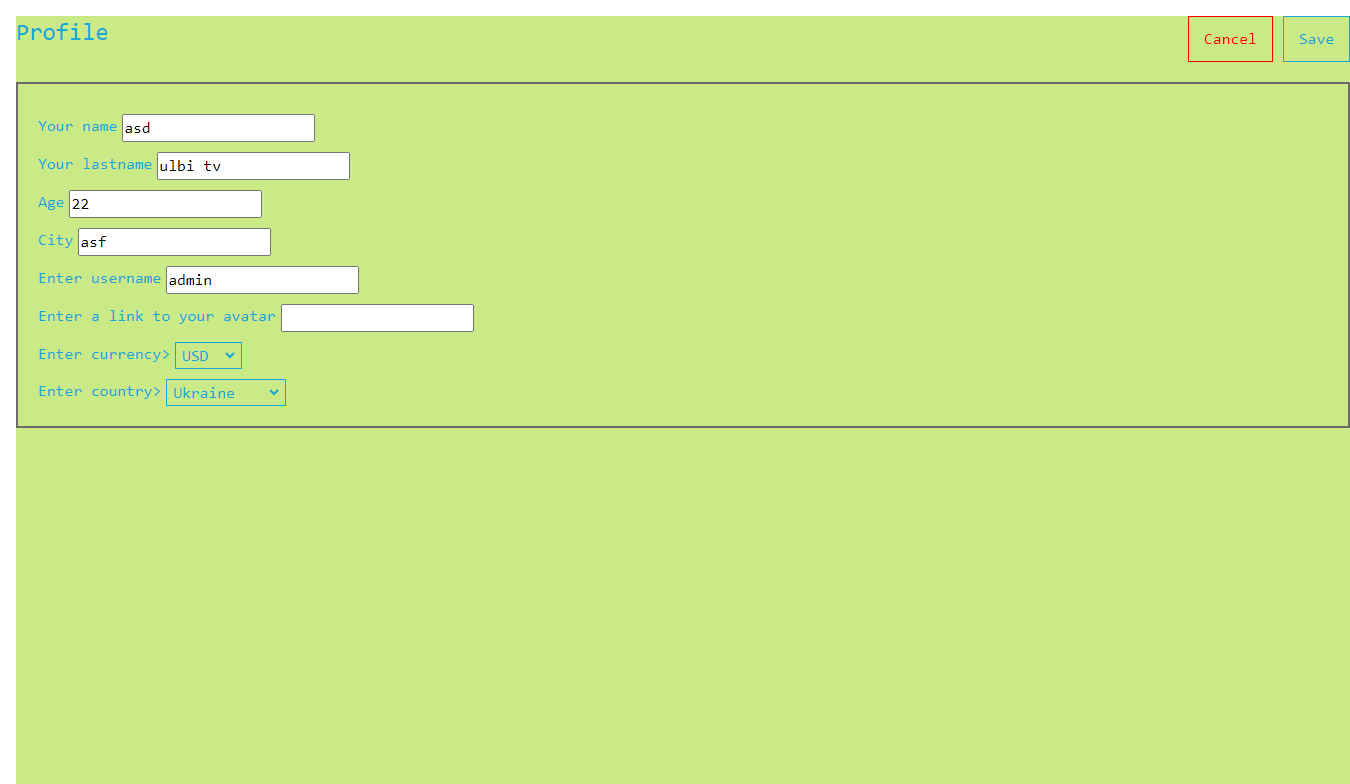 Profile
Cancel Save
Your name asd
Your lastname ulbi tv
Age 22
City asf
Enter username admin
Enter a link to your avatar
Enter currency> USD
Enter country> Ukraine